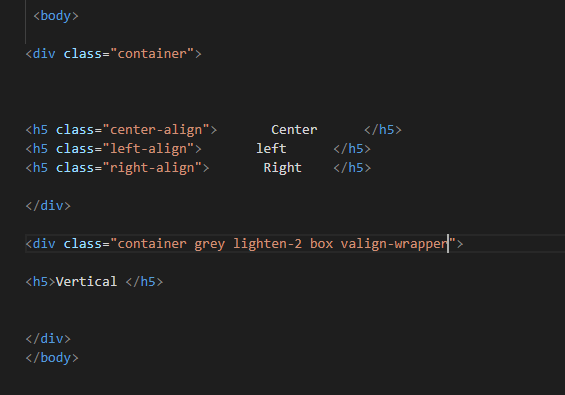 <body>
<div class="container">
<h5 class="center-align">       Center      </h5>
<h5 class="left-align">       left      </h5>
<h5 class="right-align">       Right    </h5>
</div>
<div class="container grey lighten-2 box valign-wrapper">
<h5>Vertical </h5>
</div>
</body>